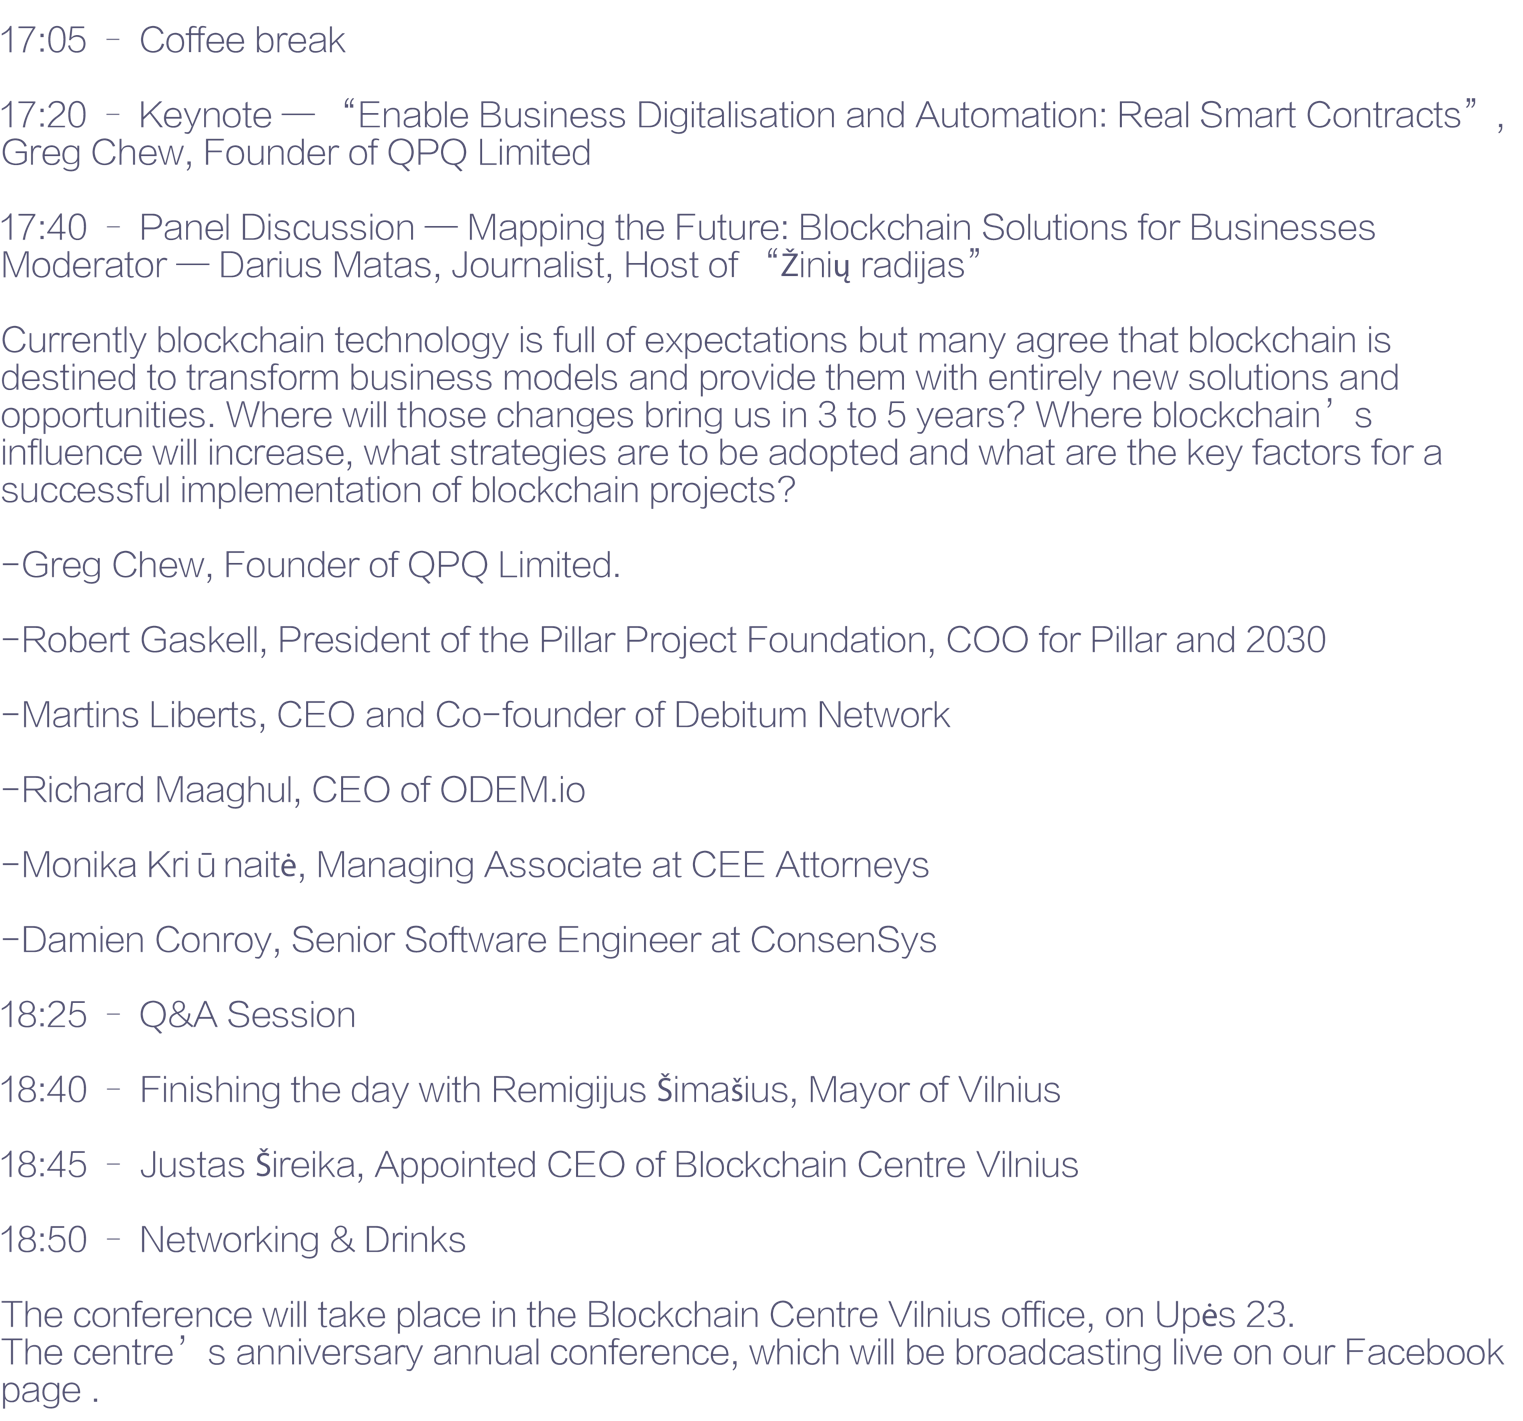 17:05 – Coffee break
17:20 – Keynote — “Enable Business Digitalisation and Automation: Real Smart Contracts” ,
Greg Chew, Founder of QPQ Limited
17:40 – Panel Discussion — Mapping the Future: Blockchain Solutions for Businesses
Moderator — Darius Matas, Journalist, Host of “Žinių radijas”
Currently blockchain technology is full of expectations but many agree that blockchain is
destined to transform business models and provide them with entirely new solutions and
opportunities. Where will those changes bring us in 3 to 5 years? Where blockchain’s
influence will increase, what strategies are to be adopted and what are the key factors for a
successful implementation of blockchain projects?
-Greg Chew, Founder of QPQ Limited.
-Robert Gaskell, President of the Pillar Project Foundation, COO for Pillar and 2030
-Martins Liberts, CEO and Co-founder of Debitum Network
-Richard Maaghul, CEO of ODEM.io
-Monika Kriūnaitė, Managing Associate at CEE Attorneys
-Damien Conroy, Senior Software Engineer at ConsenSys
18:25 – Q&A Session
18:40 – Finishing the day with Remigijus Šimašius, Mayor of Vilnius
18:45 – Justas Šireika, Appointed CEO of Blockchain Centre Vilnius
18:50 – Networking & Drinks
The conference will take place in the Blockchain Centre Vilnius office, on Upės 23.
The centre’s anniversary annual conference, which will be broadcasting live on our Facebook
page .